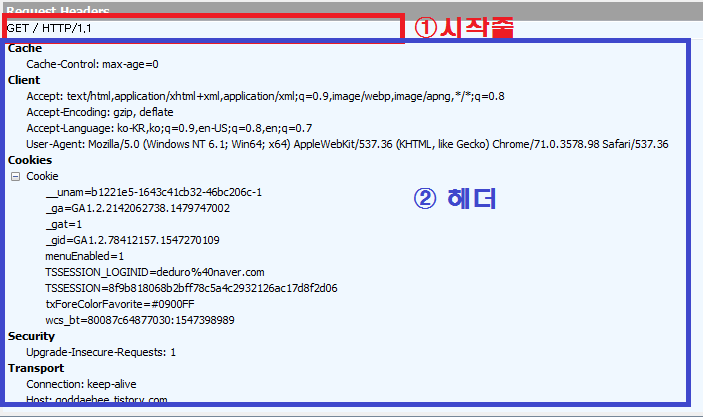 Request Headers
GET / HTTP/1,1
①시작줄
Cache
Cache-Control: max-age=0
Client
Accept: text/html,application/xhtml+xml,application/xml;q=0.9,image/webp,image/apng,*/*;q=0.8
Accept-Encoding: gzip, deflate
Accept-Language: ko-KR,ko;q=0.9,en-US;q=0.8,en;q=0.7
User-Agent: Mozilla/5.0 (Windows NT 6.1; Win64; x64) AppleWebKit/537.36 (KHTML, like Gecko) Chrome/71.0.3578.98 Safari/537.36
Cookies
Cookie
② 헤더
__unam=b1221e5-1643c41cb32-46bc206c-1
_ga=GA1.2.2142062738.1479747002
_gat=1
_gid=GA1.2.78412157.1547270109
menuEnabled=1
TSSESSION_LOGINID=deduro%40naver.com
TSSESSION=8f9b818068b2bff78c5a4c2932126ac17d8f2d06
txForeColorFavorite=#0900FF
wcs_bt=80087c64877030:1547398989
Security
Upgrade-Insecure-Requests: 1
Transport
Connection: keep-alive
Host: goddaehee.tistory.com